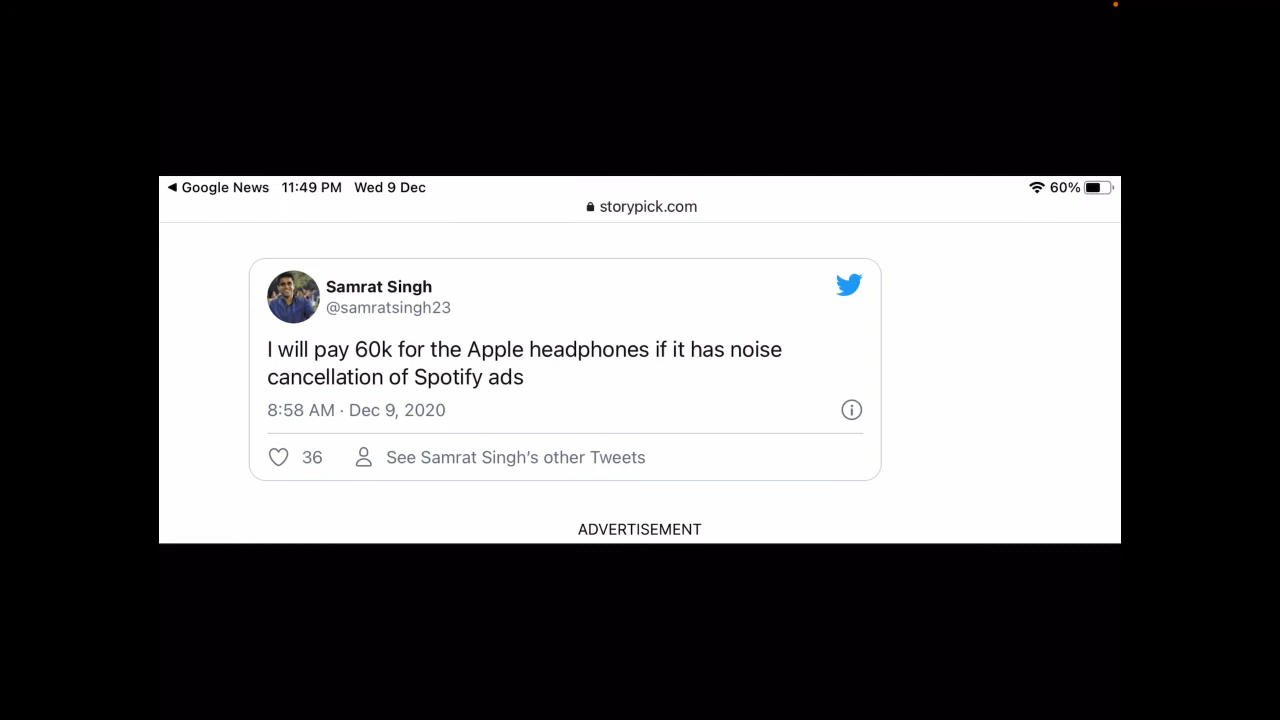 Google News 11:49 PM Wed 9 Dec 60%
storypick.com
Samrat Singh
@samratsingh23
I will pay 60k for the Apple headphones if it has noise
cancellation of Spotify ads
8:58 AM · Dec 9, 2020
36 See Samrat Singh's other Tweets
ADVERTISEMENT